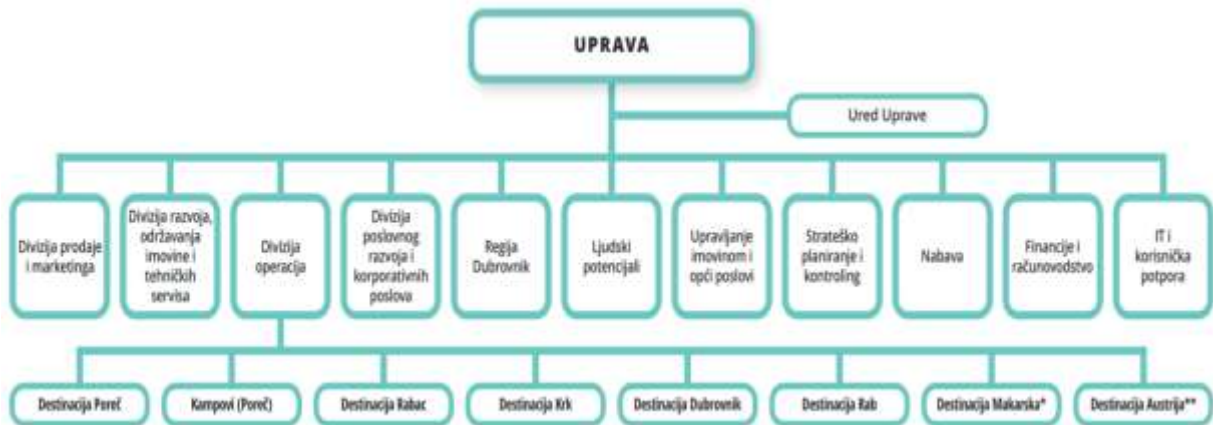 UPRAVA
Ured Uprave
Divizija prodaje
i marketinga
Divizija razvoja,
održavanja
imovine i
tehničkih
servisa
Divizija
operacija
Divizija
poslovnog
razvoja i
korporativnih
poslova
Regija
Dubrovnik
Ljudski
potencijali
Upravljanje
imovinom i
opći poslovi
Strateško
planiranje i
kontroling
Nabava
Financije i
računovodstvo
IT i
korisnička
potpora
Destinacija Poreč
Kampovi (Poreč)
Destinacija Rabac
Destinacija Krk
Destinacija Dubrovnik
Destinacija Rab
Destinacija Makarska*
Destinacija Austrija**